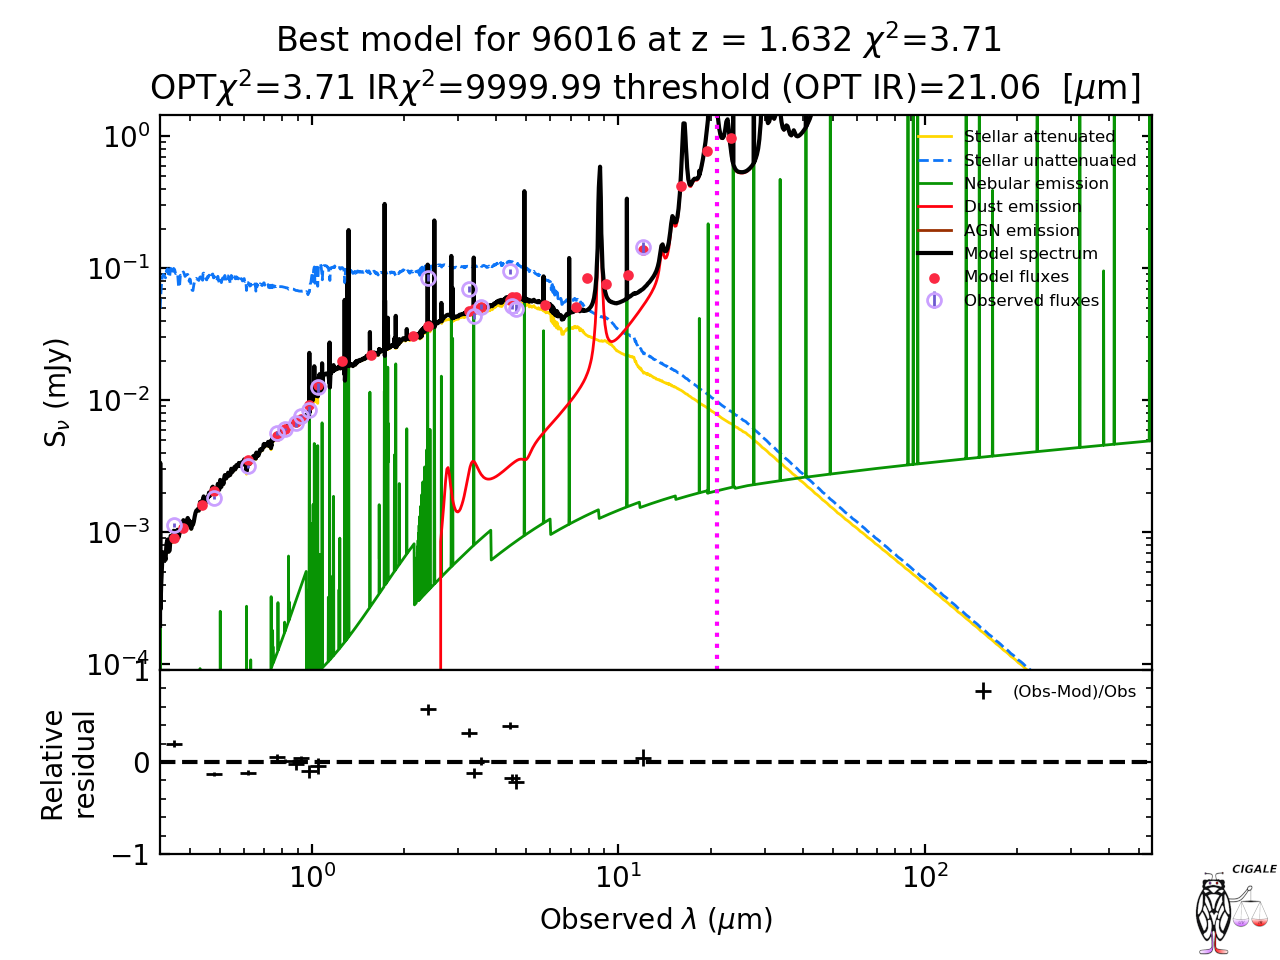 Best model for 96016 at z = 1.632 χ²=3.71
OPTχ²=3.71 IRχ²=9999.99 threshold (OPT IR)=21.06 [μm]
10⁰
10⁻¹
10⁻²
10⁻³
10⁻⁴
Sν (mJy)
Stellar attenuated
Stellar unattenuated
Nebular emission
Dust emission
AGN emission
Model spectrum
Model fluxes
Observed fluxes
1
0
−1
Relative
residual
(Obs-Mod)/Obs
10⁰
10¹
10²
Observed λ (μm)
CIGALE